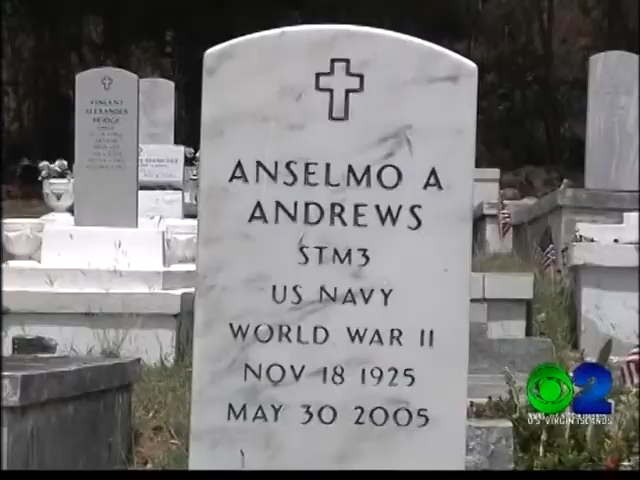 ANSELMO A
ANDREWS
STM3
US NAVY
WORLD WAR II
NOV 18 1925
MAY 30 2005
VINCENT
ALEXANDER
2
U.S. VIRGIN ISLANDS